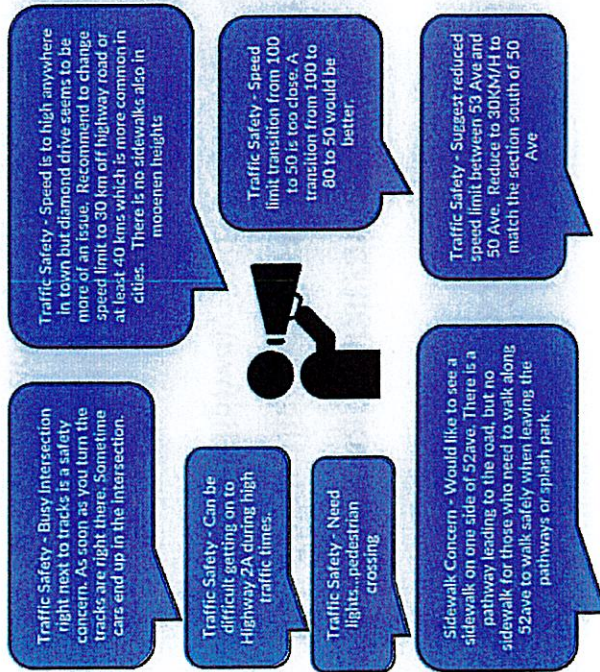 Traffic Safety - Busy intersection
right next to tracks is a safety
concern. As soon as you turn the
tracks are right there. Sometime
cars end up in the intersection.
Traffic Safety - Speed is to high anywhere
in town but diamond drive seems to be
more of an issue. Recommend to change
speed limit to 30 km off highway road or
at least 40 kms which is more common in
cities. There is no sidewalks also in
mooenen heights
Traffic Safety - Can be
difficult getting on to
Highway 2A during high
traffic times.
Traffic Safety - Speed
limit transition from 100
to 50 is too close. A
transition from 100 to
80 to 50 would be
better.
Traffic Safety - Need
lights...pedestrian
crossing
Sidewalk Concern - Would like to see a
sidewalk on one side of 52ave. There is a
pathway leading to the road, but no
sidewalk for those who need to walk along
52ave to walk safely when leaving the
pathways or splash park.
Traffic Safety - Suggest reduced
speed limit between 53 Ave and
50 Ave. Reduce to 30KM/H to
match the section south of 50
Ave